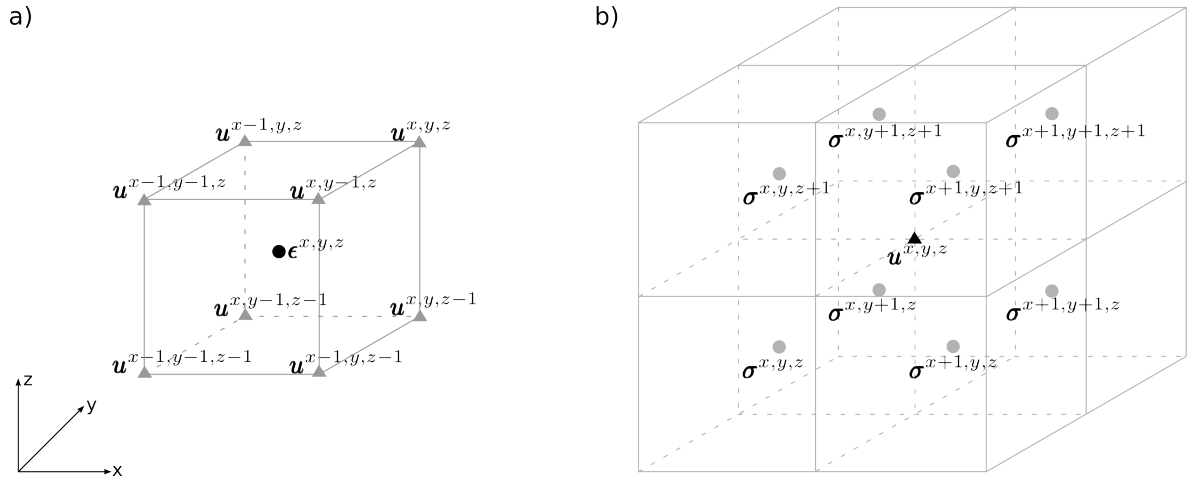 a)
u^{x-1,y,z}
u^{x,y,z}
u^{x-1,y-1,z}
u^{x,y-1,z}
ϵ^{x,y,z}
u^{x,y-1,z-1}
u^{x,y,z-1}
u^{x-1,y-1,z-1}
u^{x-1,y,z-1}
z
y
x
b)
σ^{x,y+1,z+1}
σ^{x+1,y+1,z+1}
σ^{x,y,z+1}
σ^{x+1,y,z+1}
u^{x,y,z}
σ^{x,y+1,z}
σ^{x+1,y+1,z}
σ^{x,y,z}
σ^{x+1,y,z}